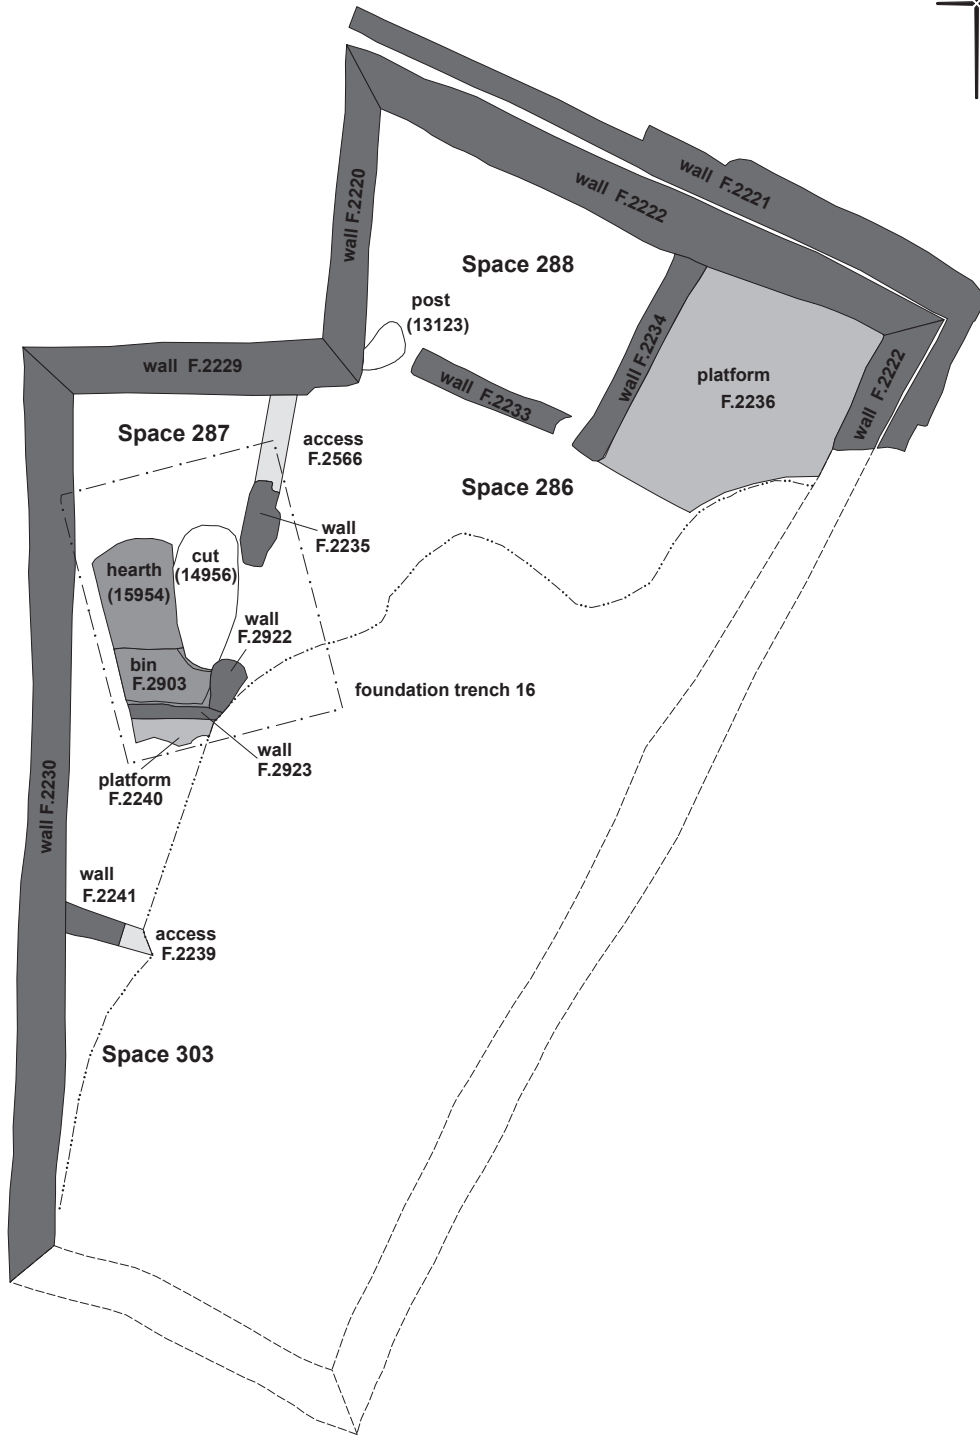 wall F.2221
wall F.2222
wall F.2220
Space 288
post
(13123)
wall F.2234
wall F.2229
wall F.2222
platform
F.2236
wall F.2233
Space 287
access
F.2566
Space 286
wall
F.2235
cut
(14956)
hearth
(15954)
wall
F.2922
bin
F.2903
foundation trench 16
wall
F.2923
platform
F.2240
wall F.2230
wall
F.2241
access
F.2239
Space 303